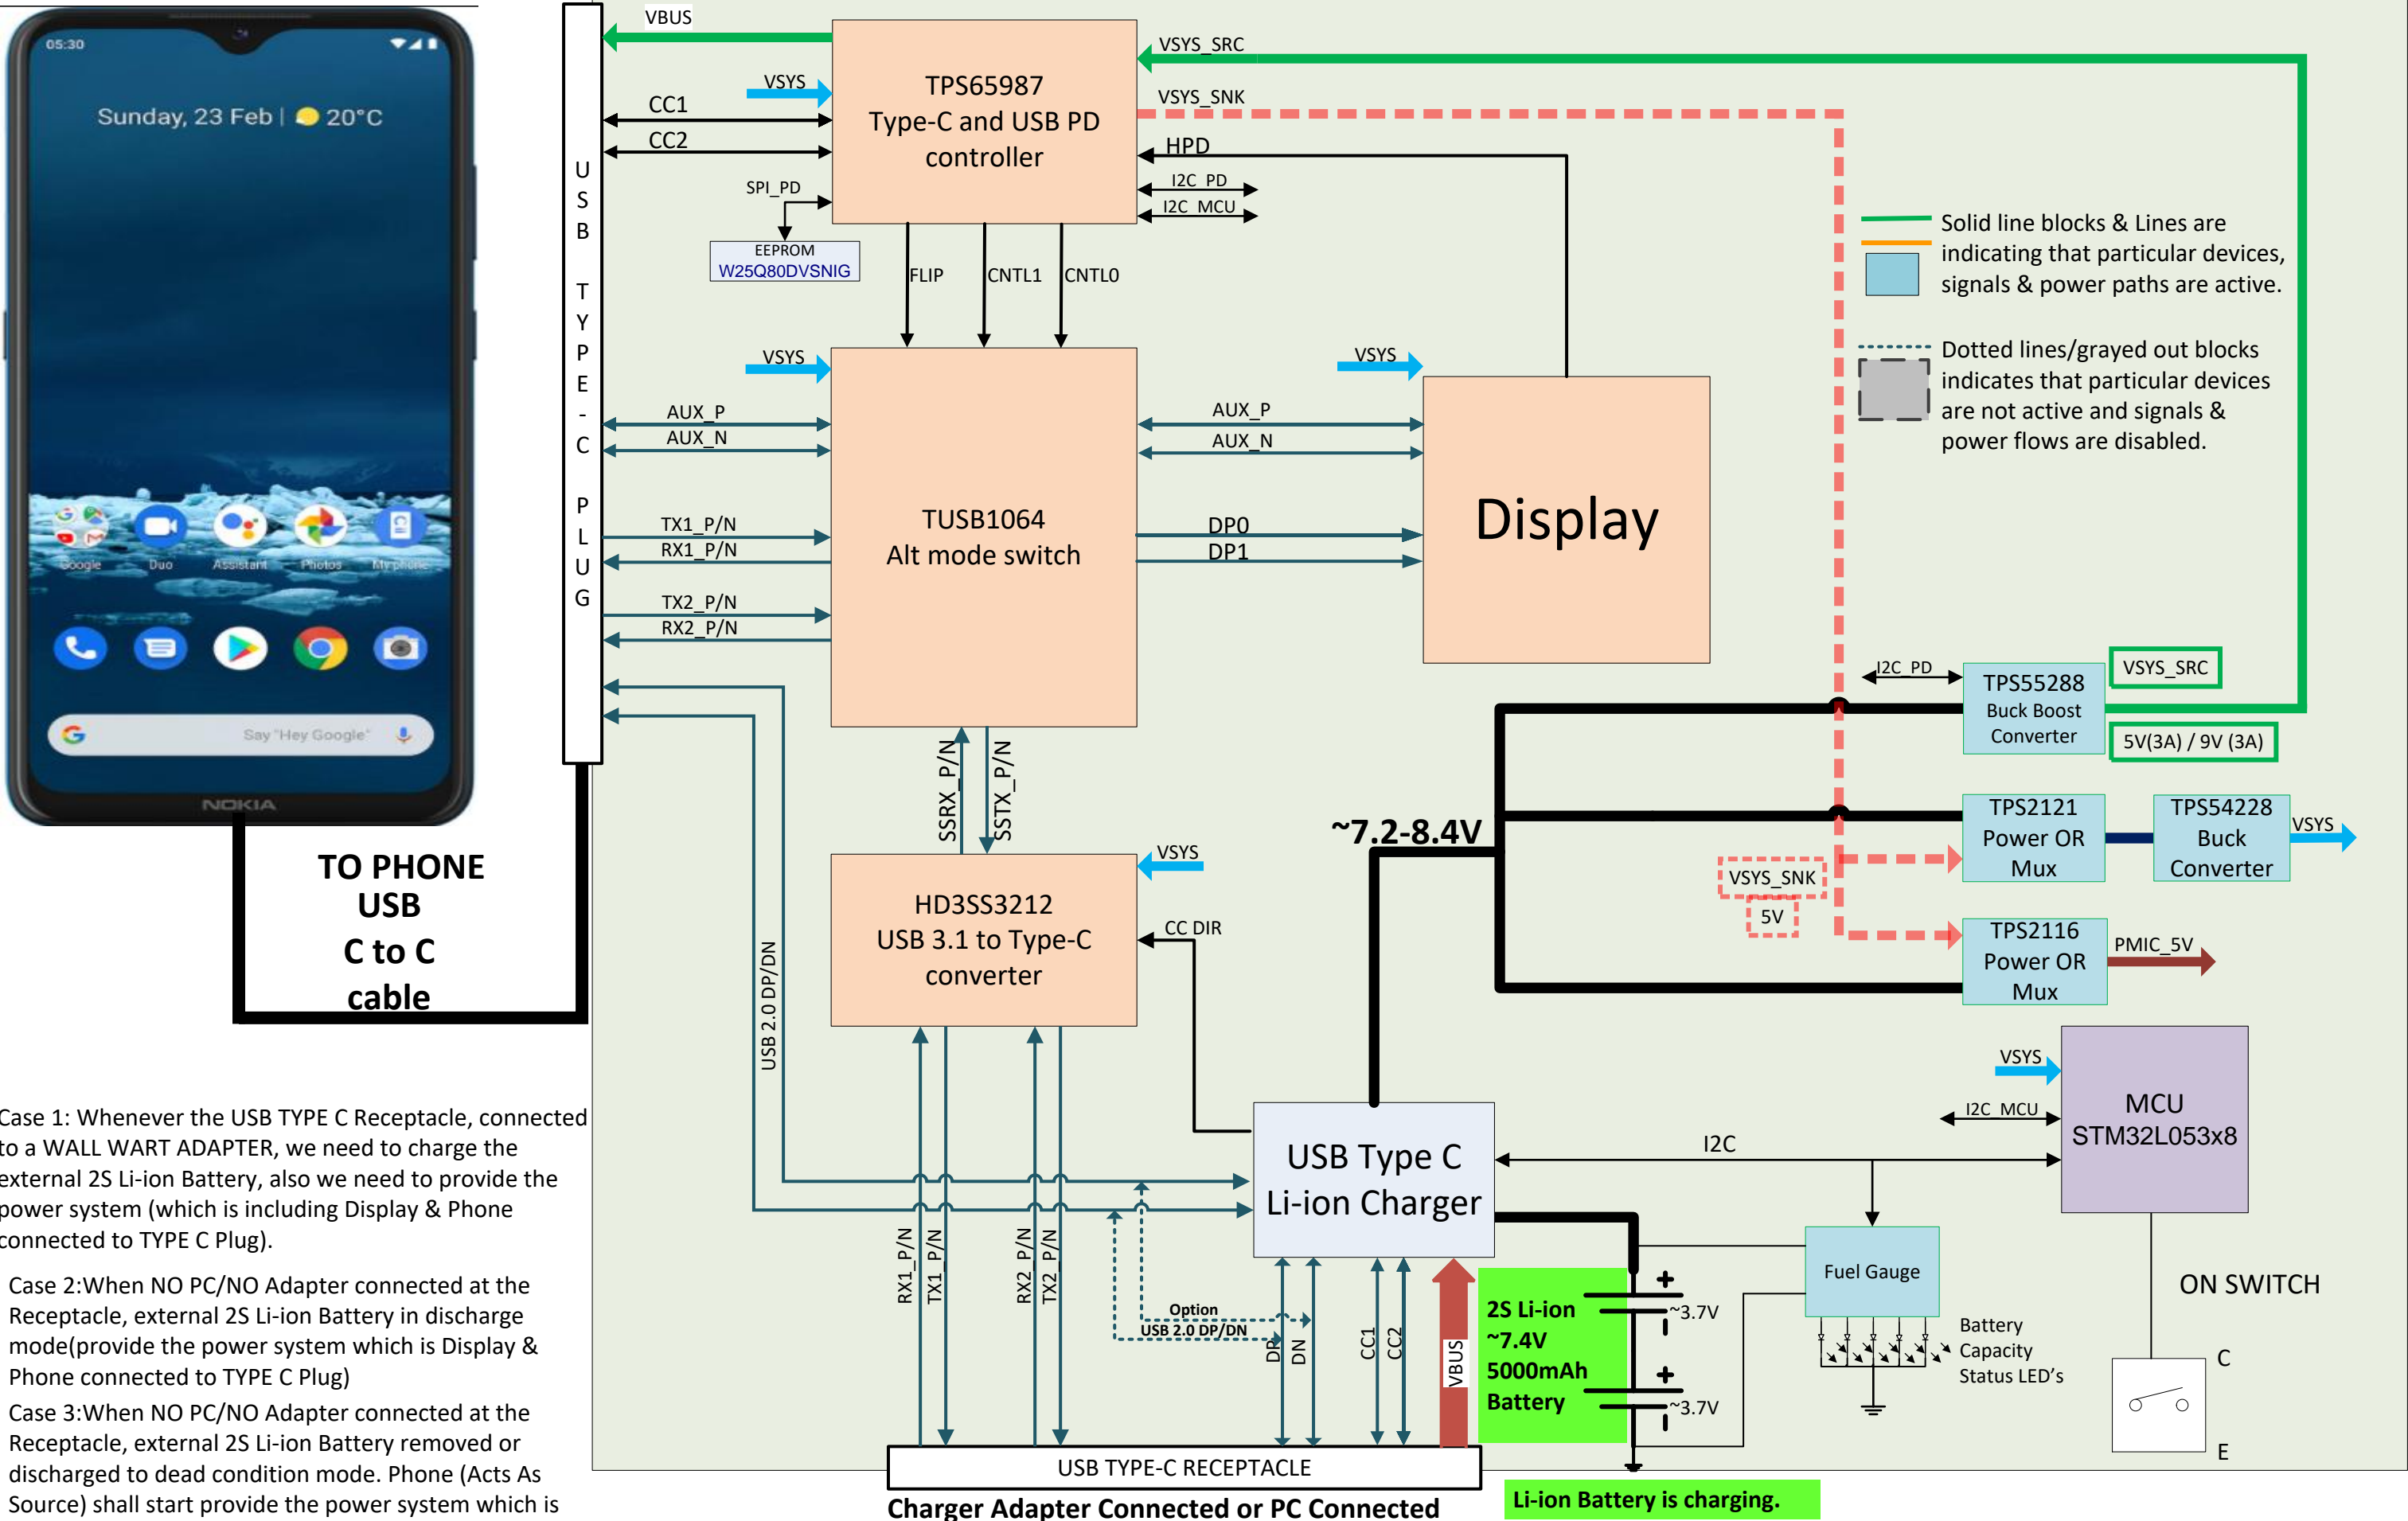 05:30
Sunday, 23 Feb | 20°C
Google
Duo
Assistant
Photos
My phone
Say "Hey Google"
NOKIA
TO PHONE
USB
C to C
cable
USB TYPE-C PLUG
VBUS
VSYS
CC1
CC2
SPI_PD
EEPROM
W25Q80DVSNIG
TPS65987
Type-C and USB PD
controller
VSYS_SRC
VSYS_SNK
HPD
I2C_PD
I2C_MCU
FLIP
CNTL1
CNTL0
Solid line blocks & Lines are
indicating that particular devices,
signals & power paths are active.
Dotted lines/grayed out blocks
indicates that particular devices
are not active and signals &
power flows are disabled.
VSYS
AUX_P
AUX_N
TX1_P/N
RX1_P/N
TX2_P/N
RX2_P/N
TUSB1064
Alt mode switch
VSYS
AUX_P
AUX_N
DP0
DP1
Display
SSRX_P/N
SSTX_P/N
I2C_PD
TPS55288
Buck Boost
Converter
VSYS_SRC
5V(3A) / 9V (3A)
~7.2-8.4V
TPS2121
Power OR
Mux
TPS54228
Buck
Converter
VSYS
VSYS_SNK
5V
TPS2116
Power OR
Mux
PMIC_5V
VSYS
HD3SS3212
USB 3.1 to Type-C
converter
CC DIR
USB 2.0 DP/DN
VSYS
I2C_MCU
MCU
STM32L053x8
I2C
USB Type C
Li-ion Charger
RX1_P/N
TX1_P/N
RX2_P/N
TX2_P/N
Option
USB 2.0 DP/DN
DP
DN
CC1
CC2
VBUS
2S Li-ion
~7.4V
5000mAh
Battery
+
~3.7V
+
~3.7V
Fuel Gauge
Battery
Capacity
Status LED's
ON SWITCH
C
E
USB TYPE-C RECEPTACLE
Charger Adapter Connected or PC Connected
Li-ion Battery is charging.
Case 1: Whenever the USB TYPE C Receptacle, connected
to a WALL WART ADAPTER, we need to charge the
external 2S Li-ion Battery, also we need to provide the
power system (which is including Display & Phone
connected to TYPE C Plug).
Case 2:When NO PC/NO Adapter connected at the
Receptacle, external 2S Li-ion Battery in discharge
mode(provide the power system which is Display &
Phone connected to TYPE C Plug)
Case 3:When NO PC/NO Adapter connected at the
Receptacle, external 2S Li-ion Battery removed or
discharged to dead condition mode. Phone (Acts As
Source) shall start provide the power system which is